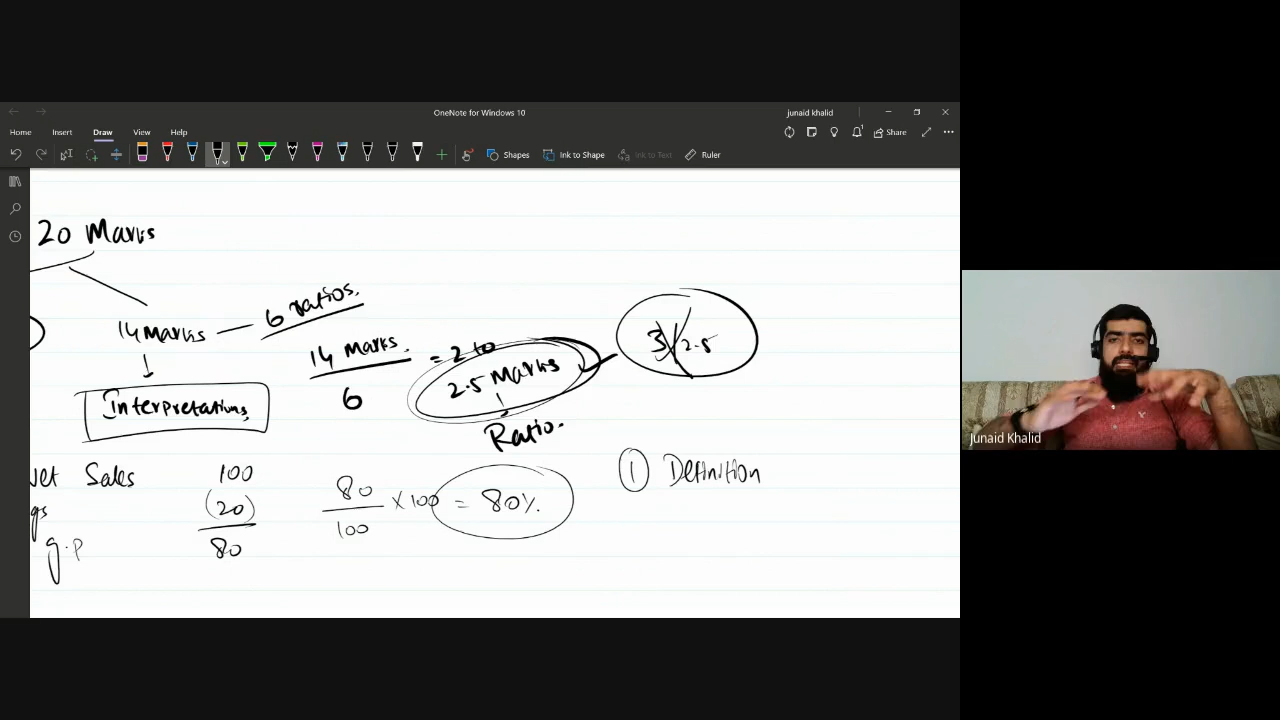 OneNote for Windows 10
junaid khalid
Home Insert Draw View Help
Share
Shapes
Ink to Shape
Ink to Text
Ruler
20 Marks
14 marks — 6 ratios.
Interpretations
14 marks.
6
= 2 to
2.5 Marks
Ratio.
3/2.5
Net Sales 100
gs (20)
g.p 80
80
100
× 100 = 80%
① Definition
Junaid Khalid